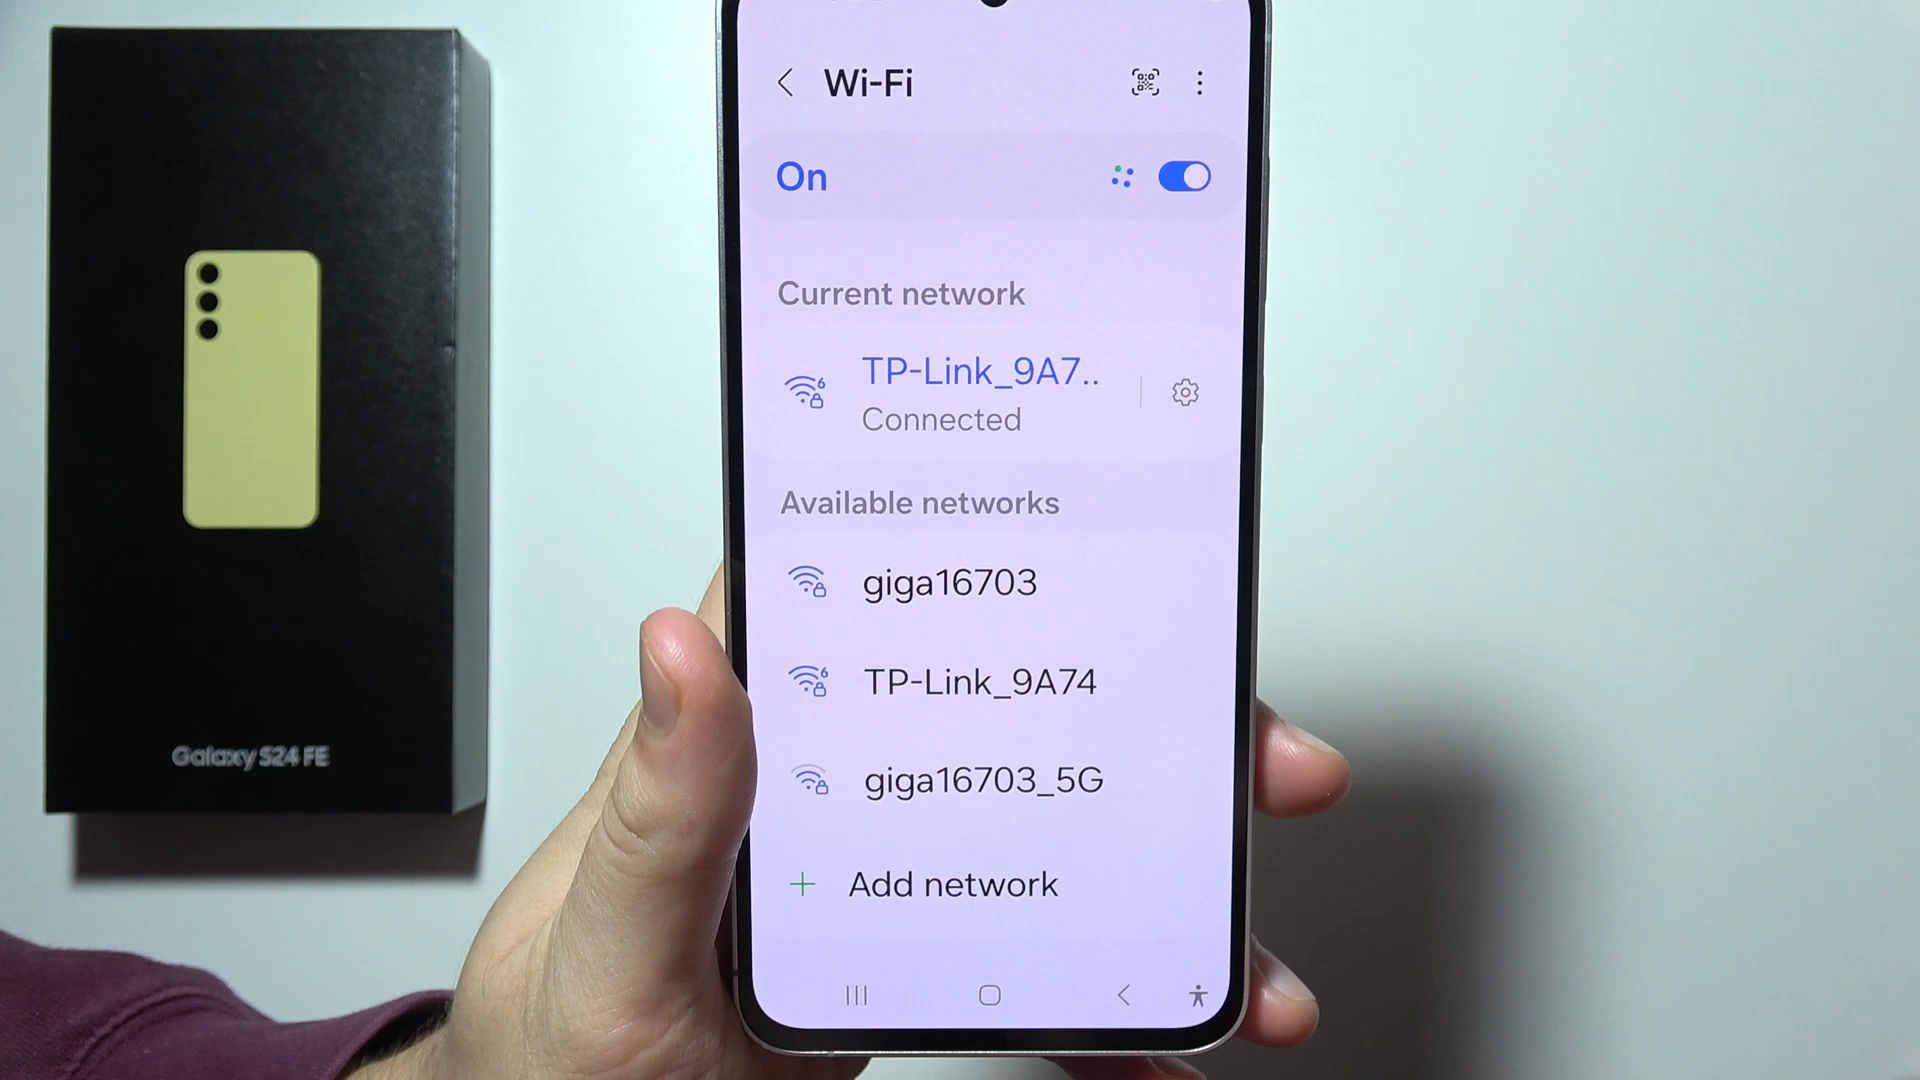 Wi-Fi
On
Current network
TP-Link_9A7..
Connected
Available networks
giga16703
TP-Link_9A74
giga16703_5G
Add network
Galaxy S24 FE